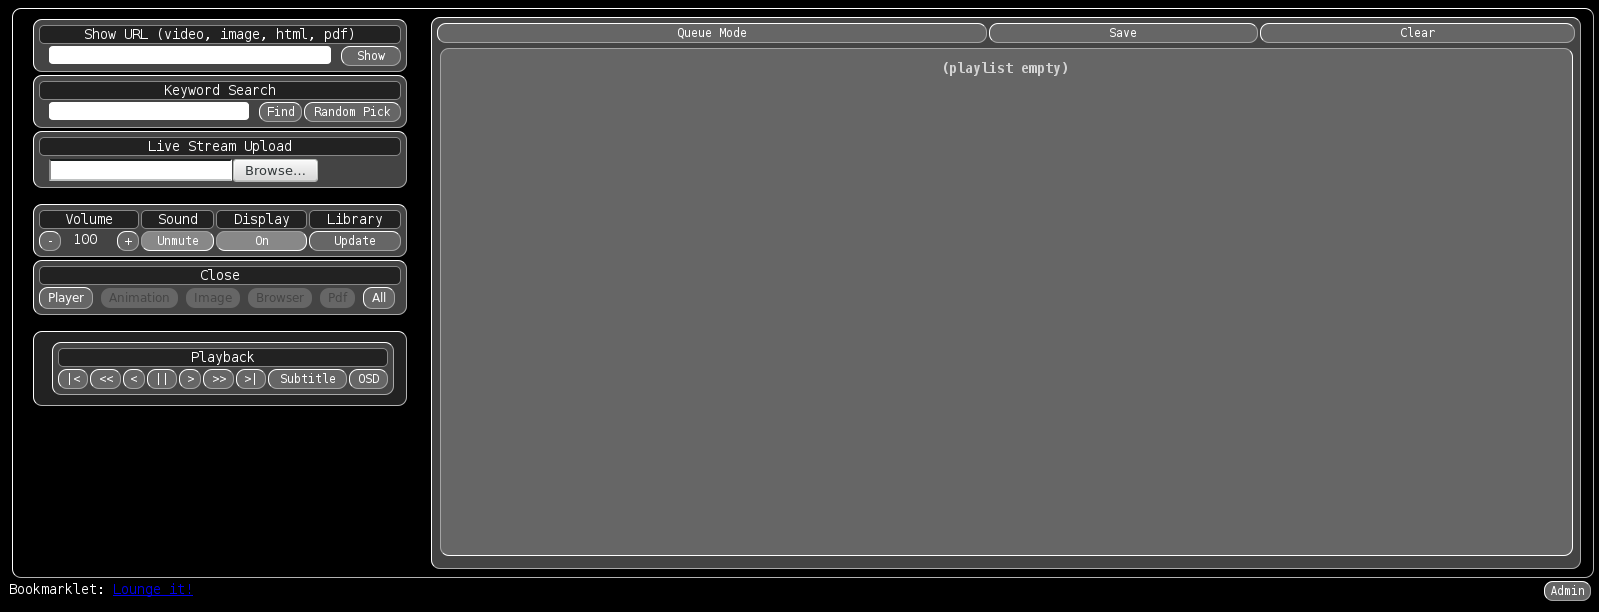 Show URL (video, image, html, pdf)
Show
Keyword Search
Find Random Pick
Live Stream Upload
Browse...
Volume Sound Display Library
- 100 + Unmute On Update
Close
Player Animation Image Browser Pdf All
Playback
|< << < || > >> >| Subtitle OSD
Queue Mode Save Clear
(playlist empty)
Bookmarklet: Lounge it!
Admin